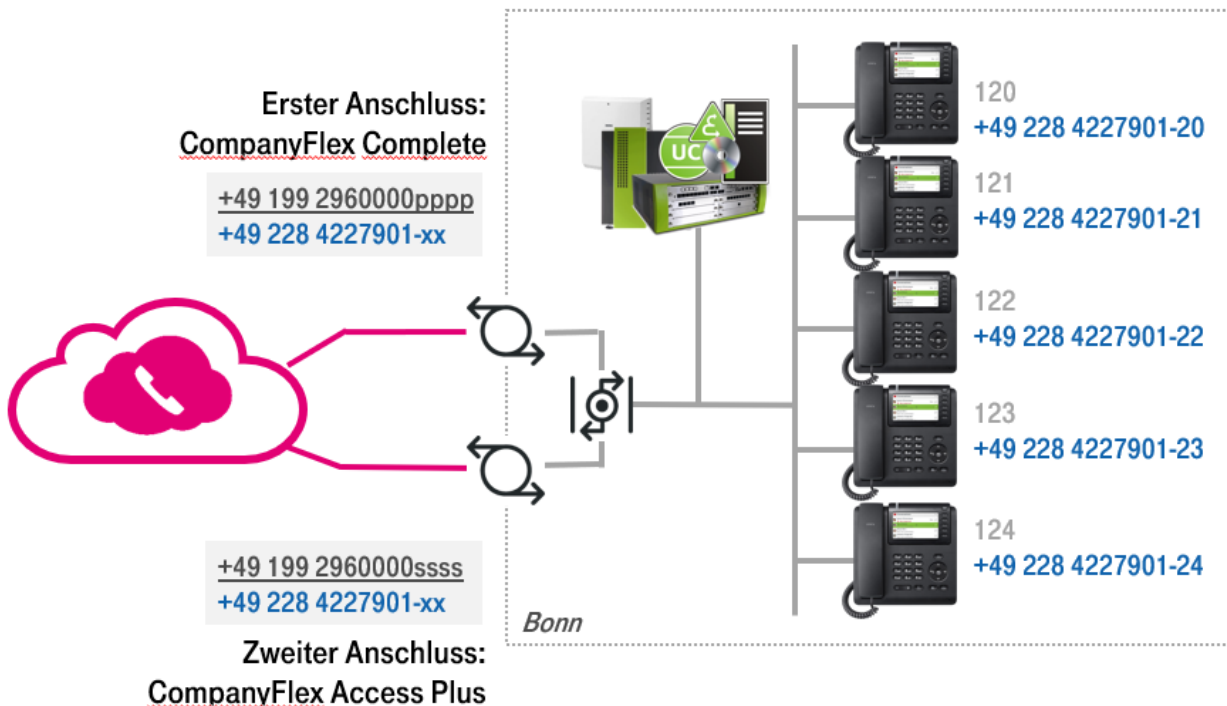 Erster Anschluss:
CompanyFlex Complete
+49 199 2960000pppp
+49 228 4227901-xx
UC
120
+49 228 4227901-20
121
+49 228 4227901-21
122
+49 228 4227901-22
123
+49 228 4227901-23
124
+49 228 4227901-24
+49 199 2960000ssss
+49 228 4227901-xx
Bonn
Zweiter Anschluss:
CompanyFlex Access Plus